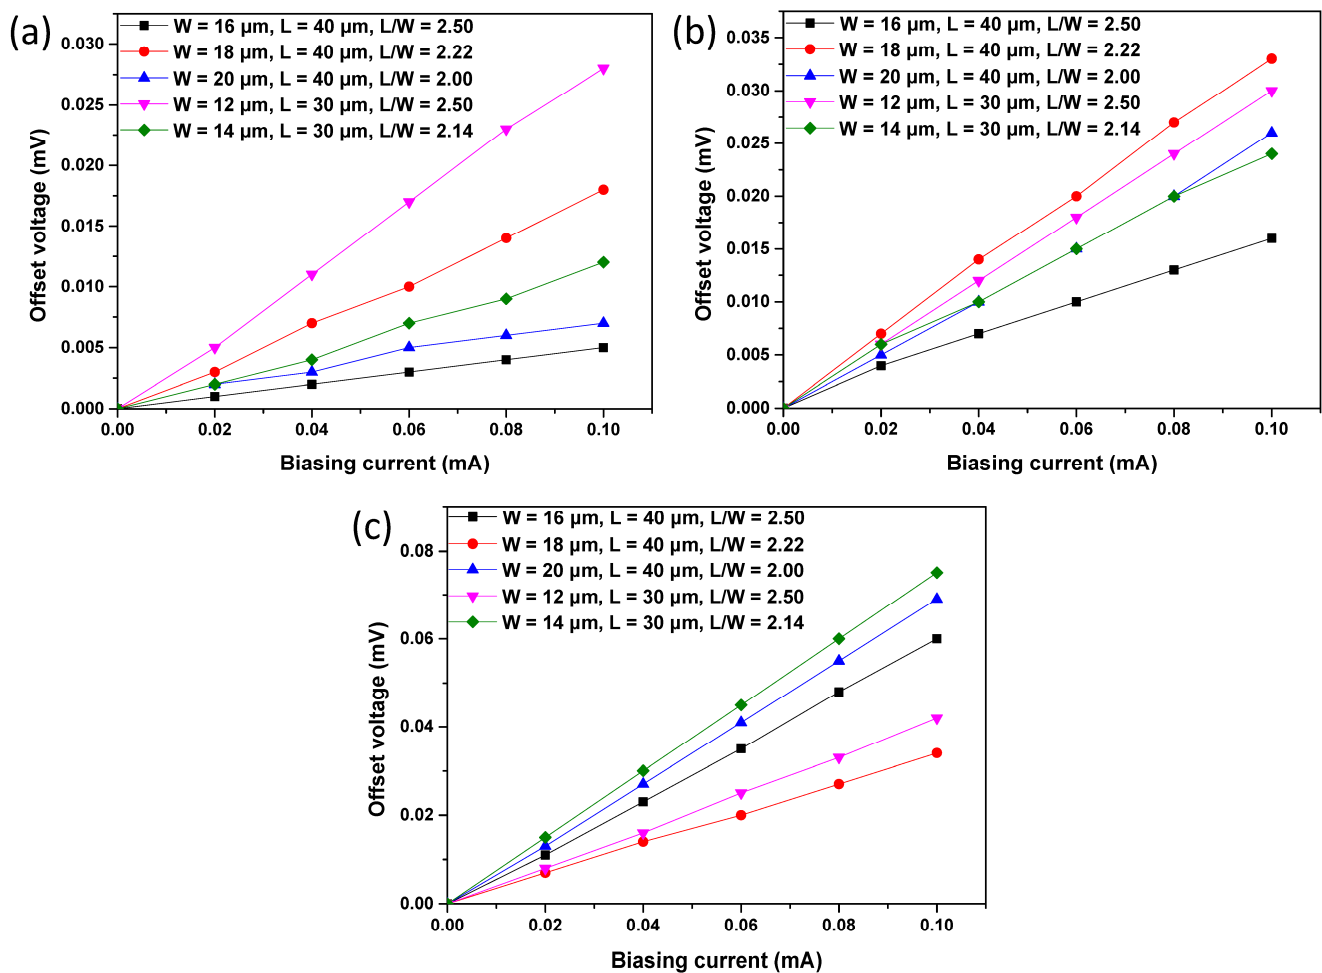 (a)
W = 16 μm, L = 40 μm, L/W = 2.50
W = 18 μm, L = 40 μm, L/W = 2.22
W = 20 μm, L = 40 μm, L/W = 2.00
W = 12 μm, L = 30 μm, L/W = 2.50
W = 14 μm, L = 30 μm, L/W = 2.14
0.030
0.025
0.020
0.015
0.010
0.005
0.000
Offset voltage (mV)
0.00 0.02 0.04 0.06 0.08 0.10
Biasing current (mA)
(b)
W = 16 μm, L = 40 μm, L/W = 2.50
W = 18 μm, L = 40 μm, L/W = 2.22
W = 20 μm, L = 40 μm, L/W = 2.00
W = 12 μm, L = 30 μm, L/W = 2.50
W = 14 μm, L = 30 μm, L/W = 2.14
0.035
0.030
0.025
0.020
0.015
0.010
0.005
0.000
Offset voltage (mV)
0.00 0.02 0.04 0.06 0.08 0.10
Biasing current (mA)
(c)
W = 16 μm, L = 40 μm, L/W = 2.50
W = 18 μm, L = 40 μm, L/W = 2.22
W = 20 μm, L = 40 μm, L/W = 2.00
W = 12 μm, L = 30 μm, L/W = 2.50
W = 14 μm, L = 30 μm, L/W = 2.14
0.08
0.06
0.04
0.02
0.00
Offset voltage (mV)
0.00 0.02 0.04 0.06 0.08 0.10
Biasing current (mA)